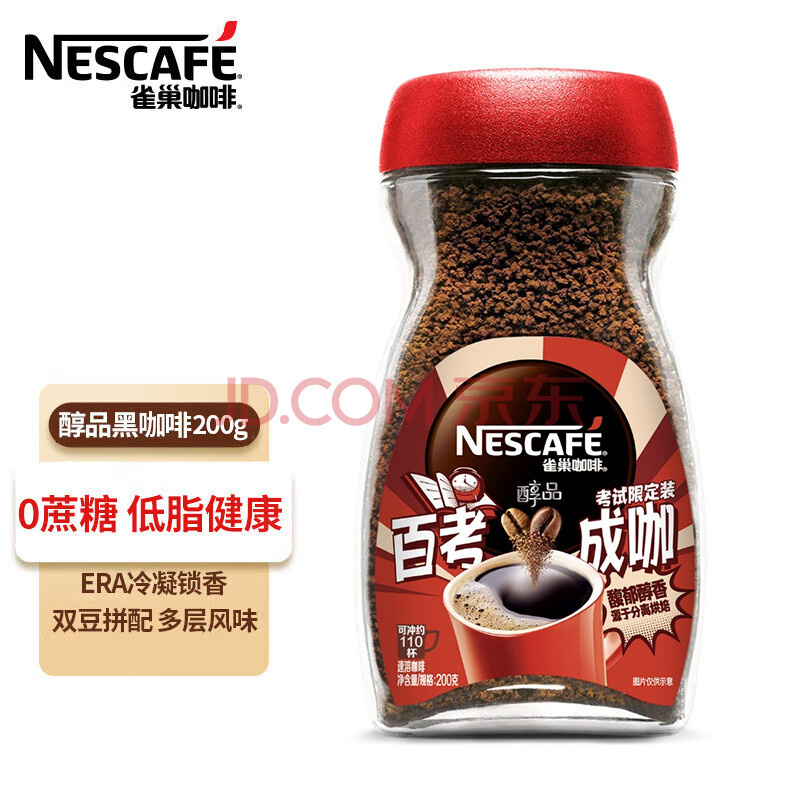 NESCAFÉ
雀巢咖啡
醇品黑咖啡200g
0蔗糖 低脂健康
ERA冷凝锁香
双豆拼配 多层风味
JD.COM 京东
NESCAFÉ
雀巢咖啡
醇品
考试限定装
百考
成咖
馥郁醇香
源于分离烘焙
可冲约
110
杯
速溶咖啡
净含量/规格:200克
图片仅供示意